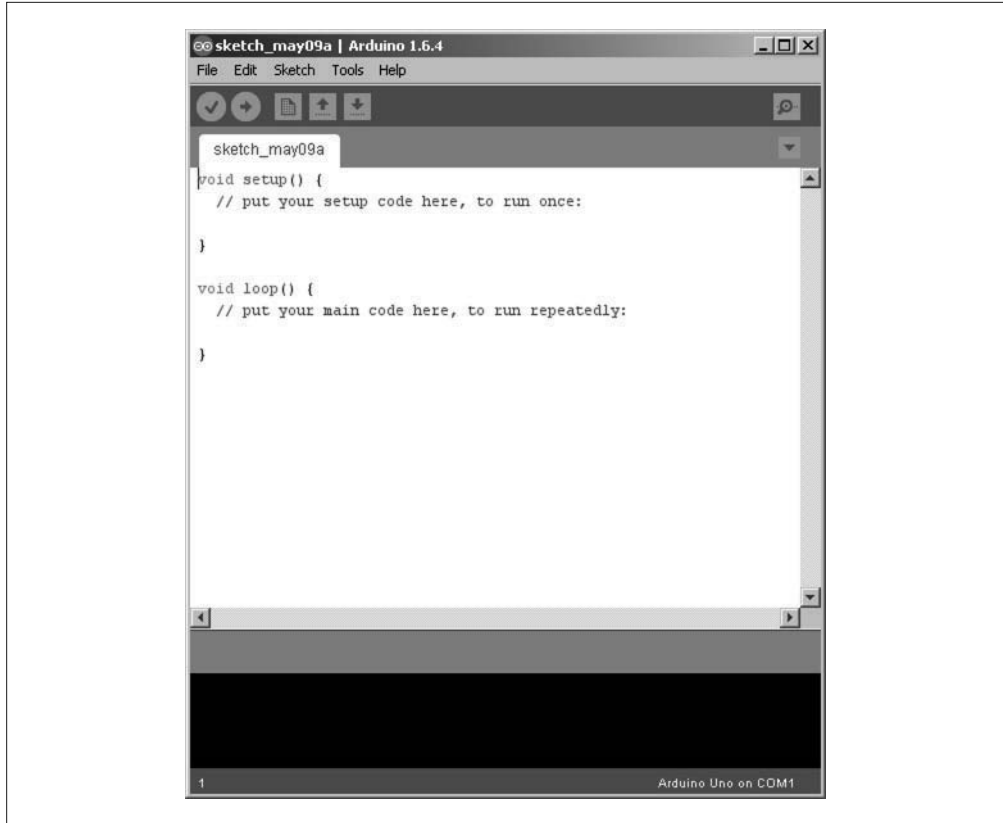 sketch_may09a | Arduino 1.6.4
File Edit Sketch Tools Help
sketch_may09a
void setup() {
  // put your setup code here, to run once:
}
void loop() {
  // put your main code here, to run repeatedly:
}
1 Arduino Uno on COM1